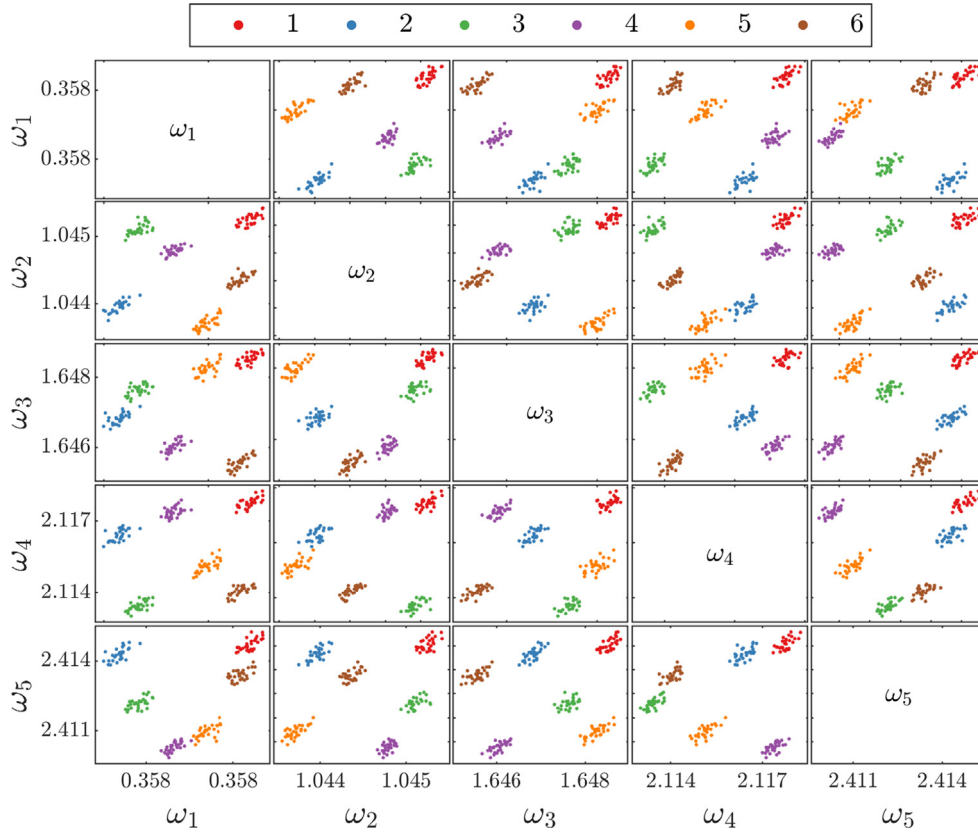 1 2 3 4 5 6
ω₁ 0.358 0.358 ω₁
ω₂ 1.045 1.044 ω₂
ω₃ 1.648 1.646 ω₃
ω₄ 2.117 2.114 ω₄
ω₅ 2.414 2.411 ω₅
0.358 0.358 1.044 1.045 1.646 1.648 2.114 2.117 2.411 2.414
ω₁ ω₂ ω₃ ω₄ ω₅